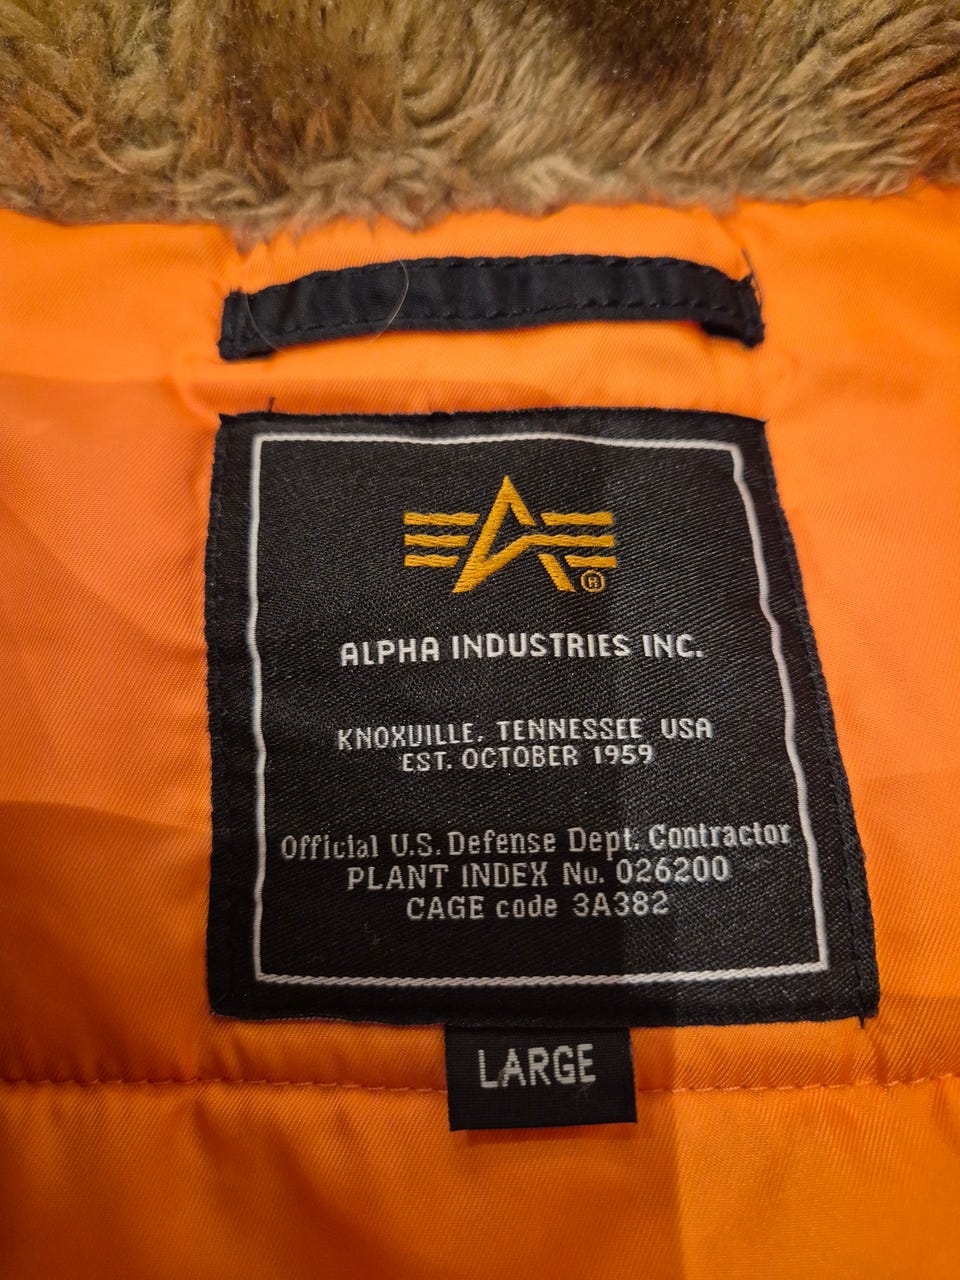 ALPHA INDUSTRIES INC.
KNOXVILLE, TENNESSEE USA
EST. OCTOBER 1959
Official U.S. Defense Dept. Contractor
PLANT INDEX No. 026200
CAGE code 3A382
LARGE